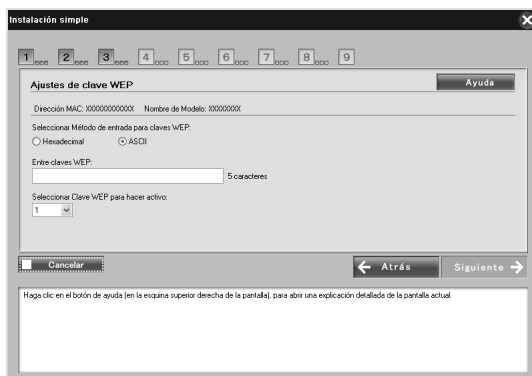 Instalación simple
1 2 3 4 5 6 7 8 9
Ajustes de clave WEP
Ayuda
Dirección MAC: XXXXXXXXXXXX Nombre de Modelo: XXXXXXXX
Seleccionar Método de entrada para claves WEP:
Hexadecimal ASCII
Entre claves WEP:
5 caracteres
Seleccionar Clave WEP para hacer activo:
1
Cancelar
Atrás
Siguiente
Haga clic en el botón de ayuda (en la esquina superior derecha de la pantalla), para abrir una explicación detallada de la pantalla actual.